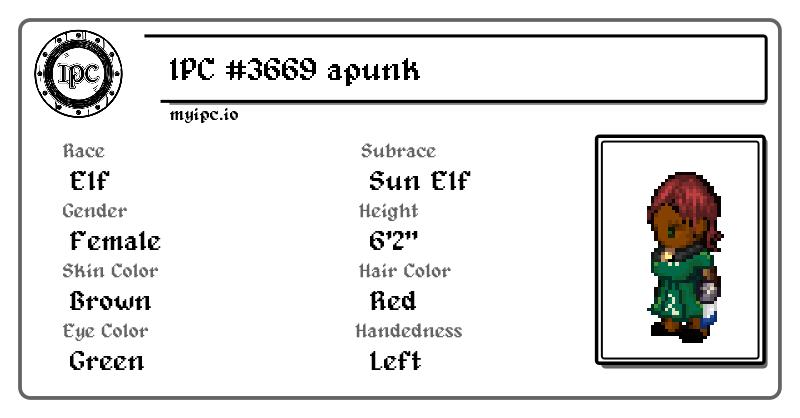 IPC
IPC #3669 apunk
myipc.io
Race
Elf
Subrace
Sun Elf
Gender
Female
Height
6'2"
Skin Color
Brown
Hair Color
Red
Eye Color
Green
Handedness
Left